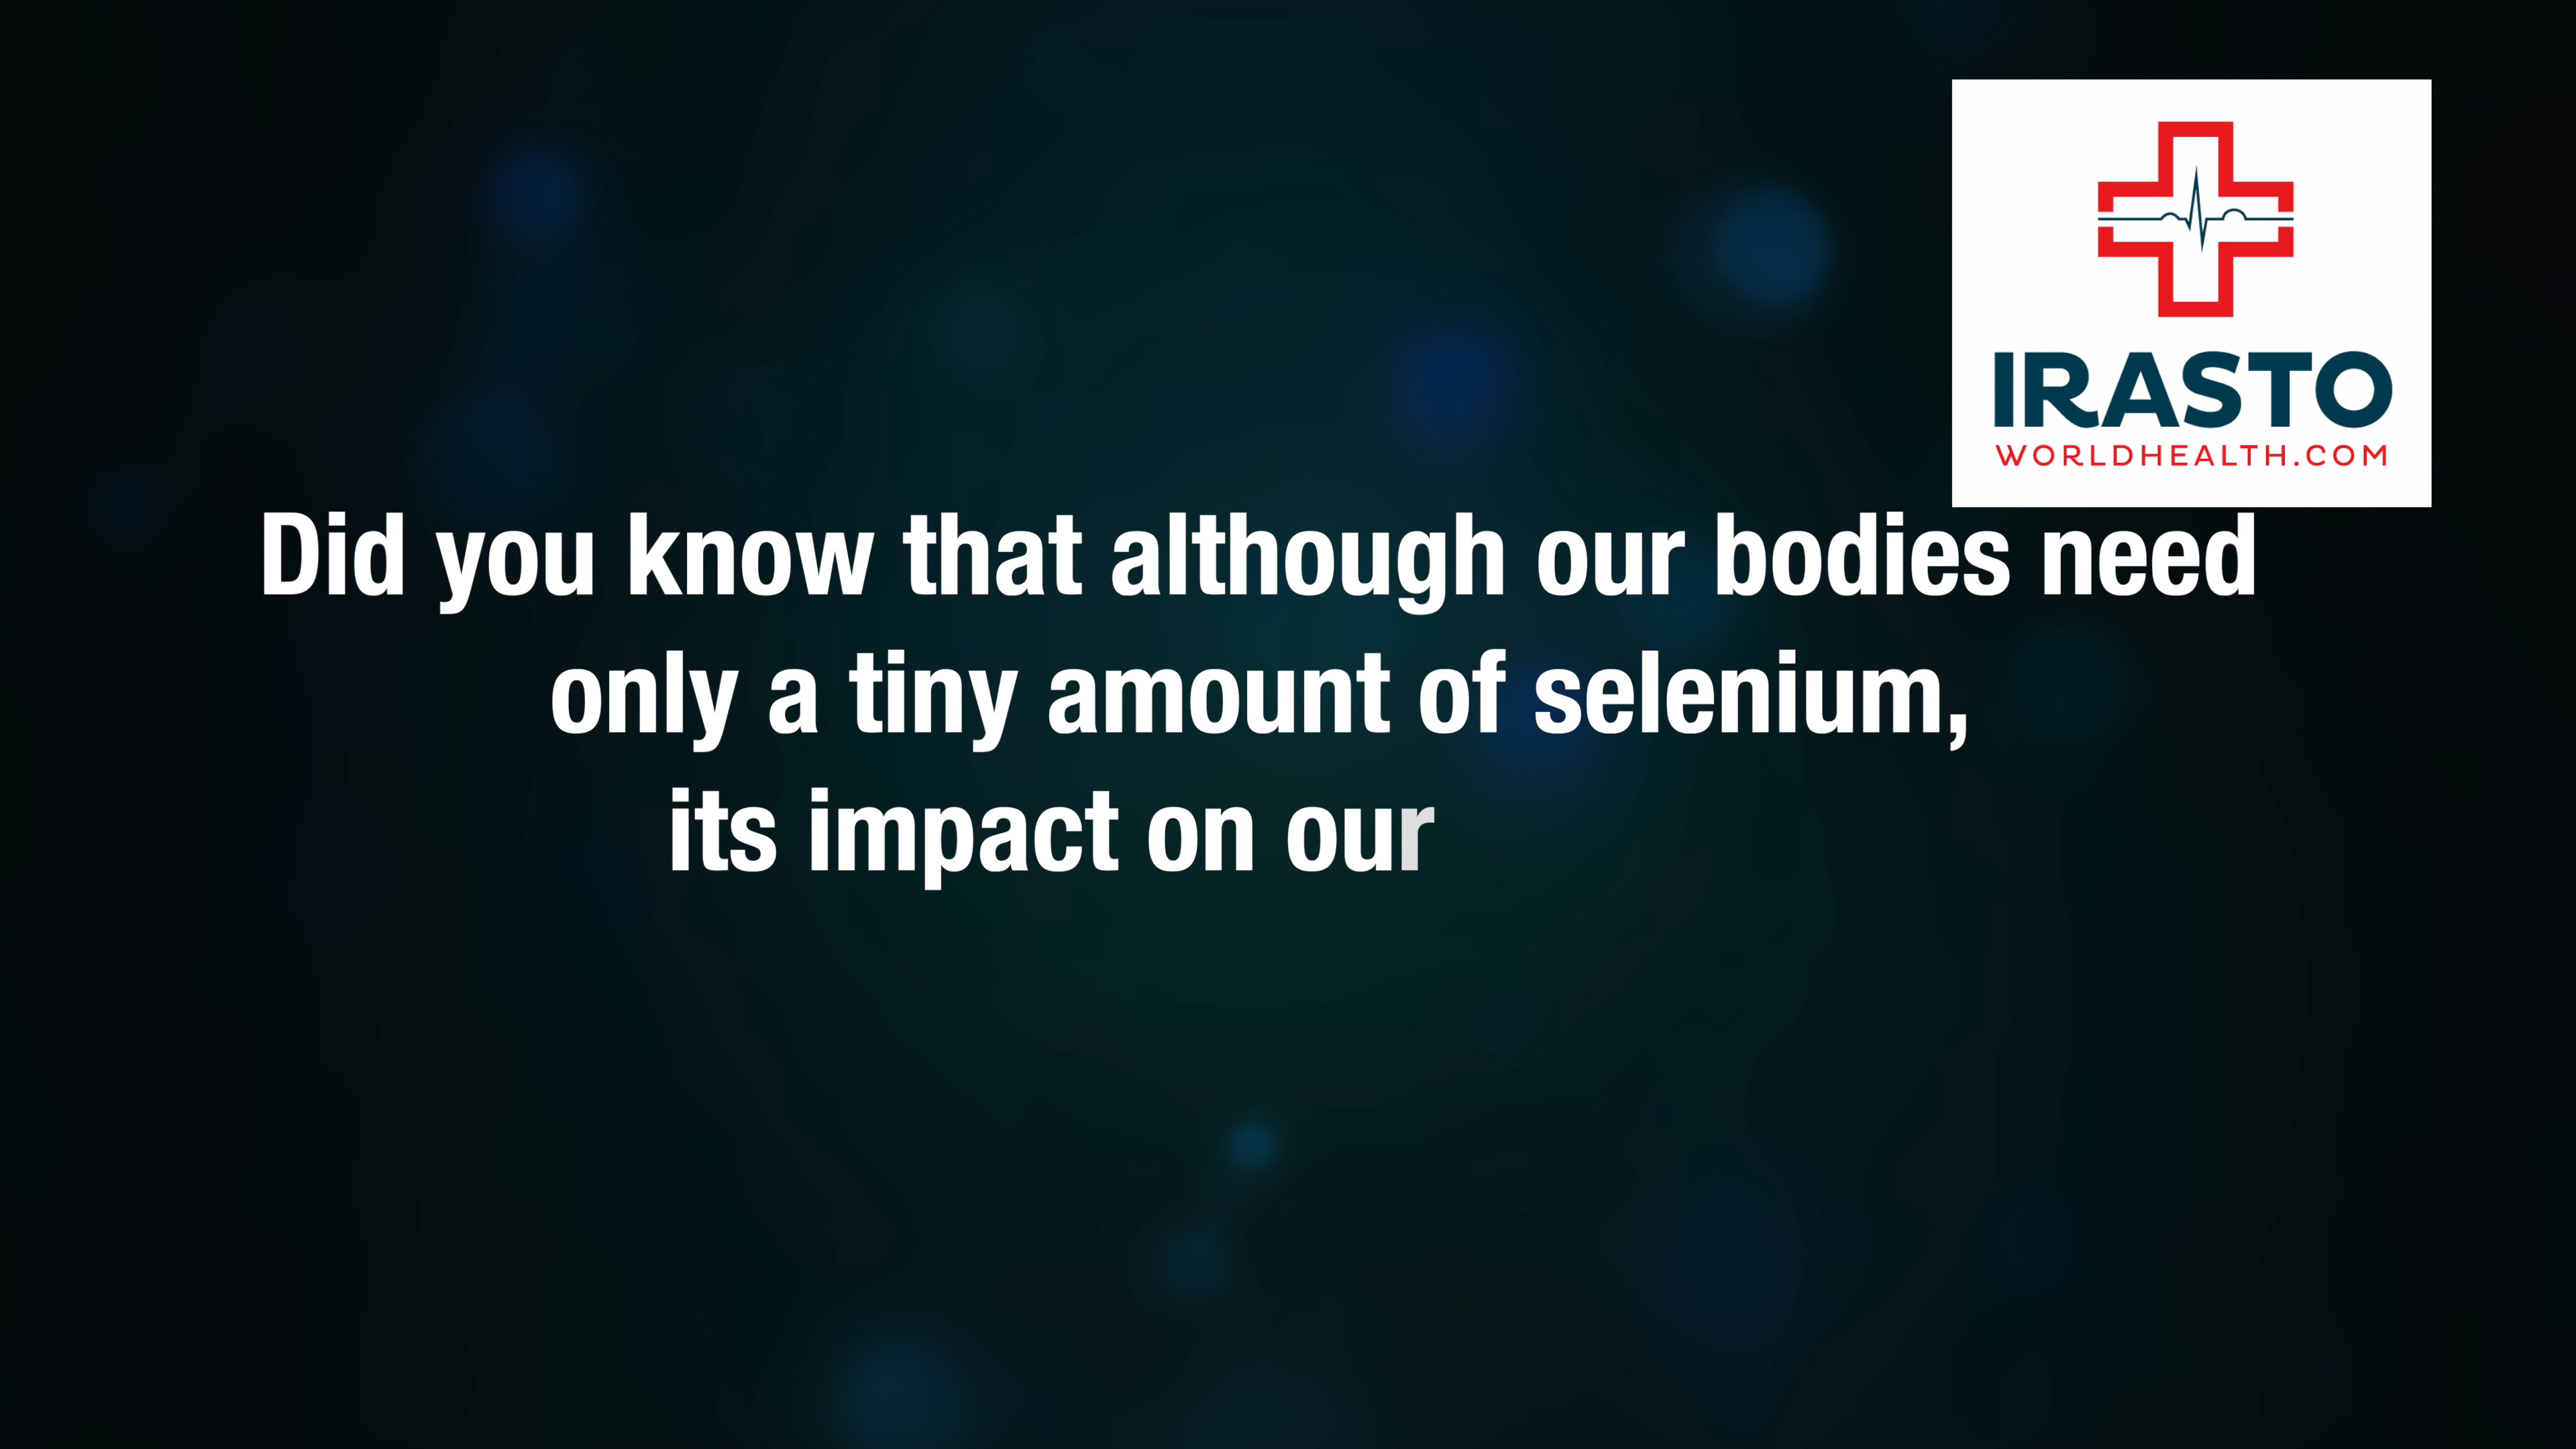 IRASTO
WORLDHEALTH.COM
Did you know that although our bodies need
only a tiny amount of selenium,
its impact on our